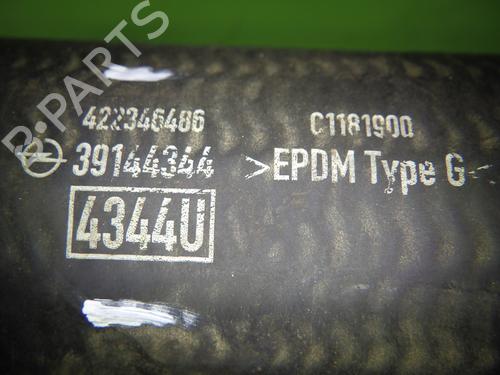 B-PARTS
422346486
C1181900
39144344
>EPDM Type G
4344U